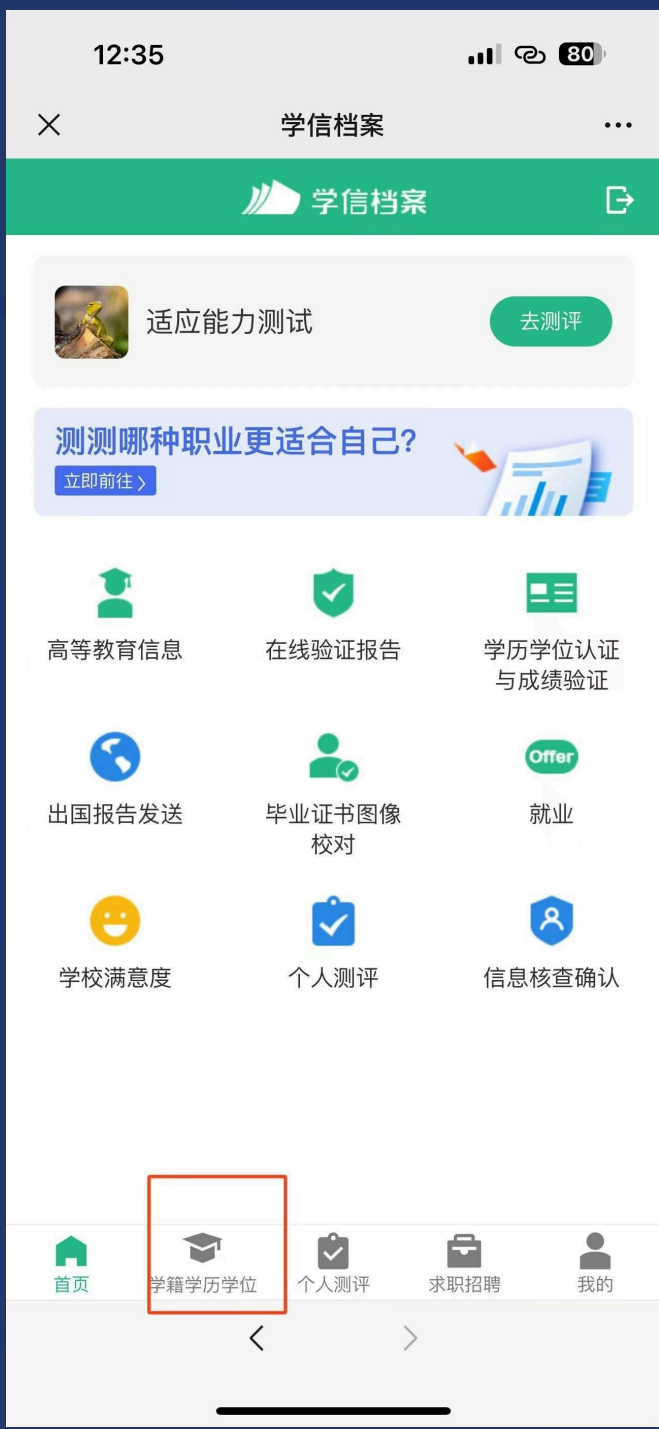 12:35
80
学信档案
学信档案
适应能力测试
去测评
测测哪种职业更适合自己?
立即前往 >
高等教育信息
在线验证报告
学历学位认证
与成绩验证
出国报告发送
毕业证书图像
校对
Offer
就业
学校满意度
个人测评
信息核查确认
首页
学籍学历学位
个人测评
求职招聘
我的